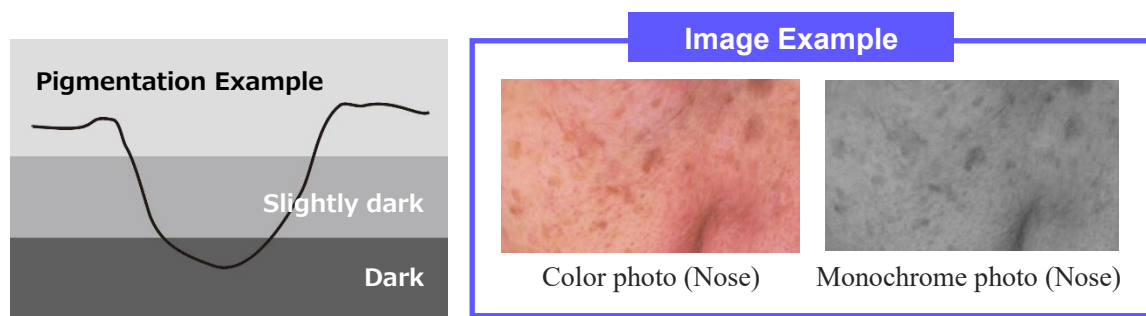 Pigmentation Example
Slightly dark
Dark
Image Example
Color photo (Nose)
Monochrome photo (Nose)